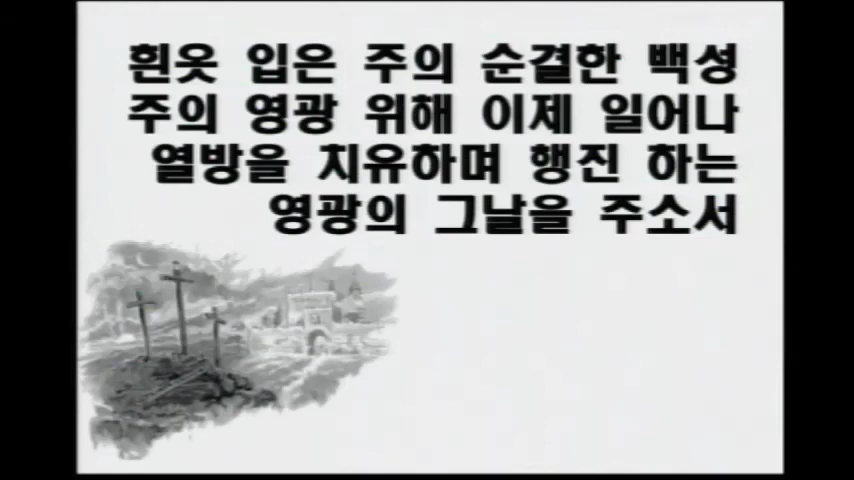 흰옷 입은 주의 순결한 백성
주의 영광 위해 이제 일어나
열방을 치유하며 행진 하는
영광의 그날을 주소서